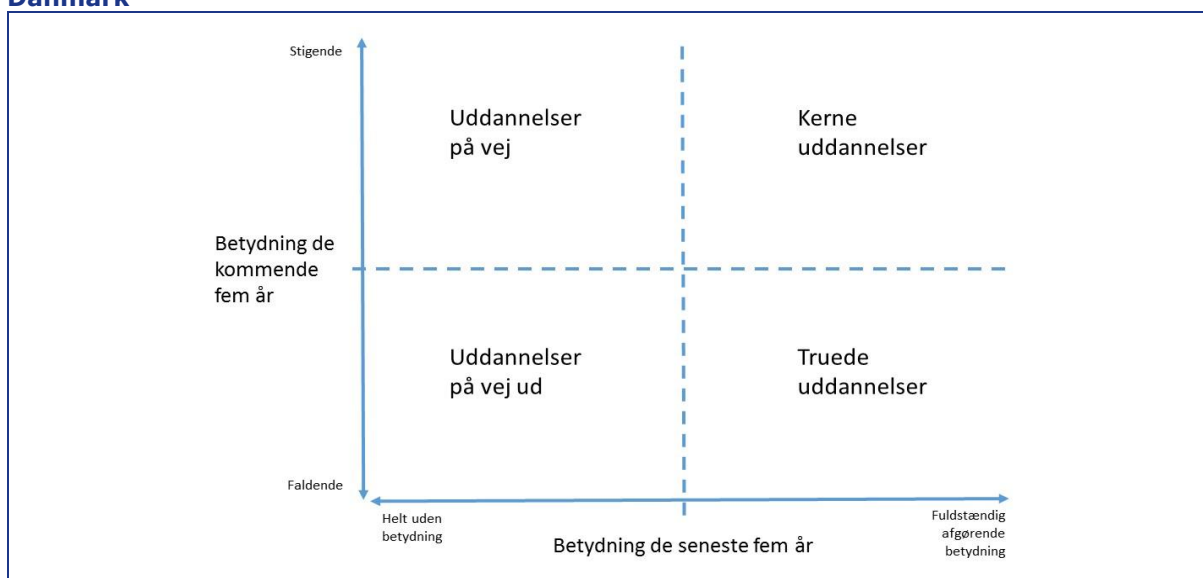 Danmark
Stigende
Uddannelser
på vej
Kerne
uddannelser
Betydning de
kommende
fem år
Uddannelser
på vej ud
Truede
uddannelser
Faldende
Helt uden
betydning
Betydning de seneste fem år
Fuldstændig
afgørende
betydning